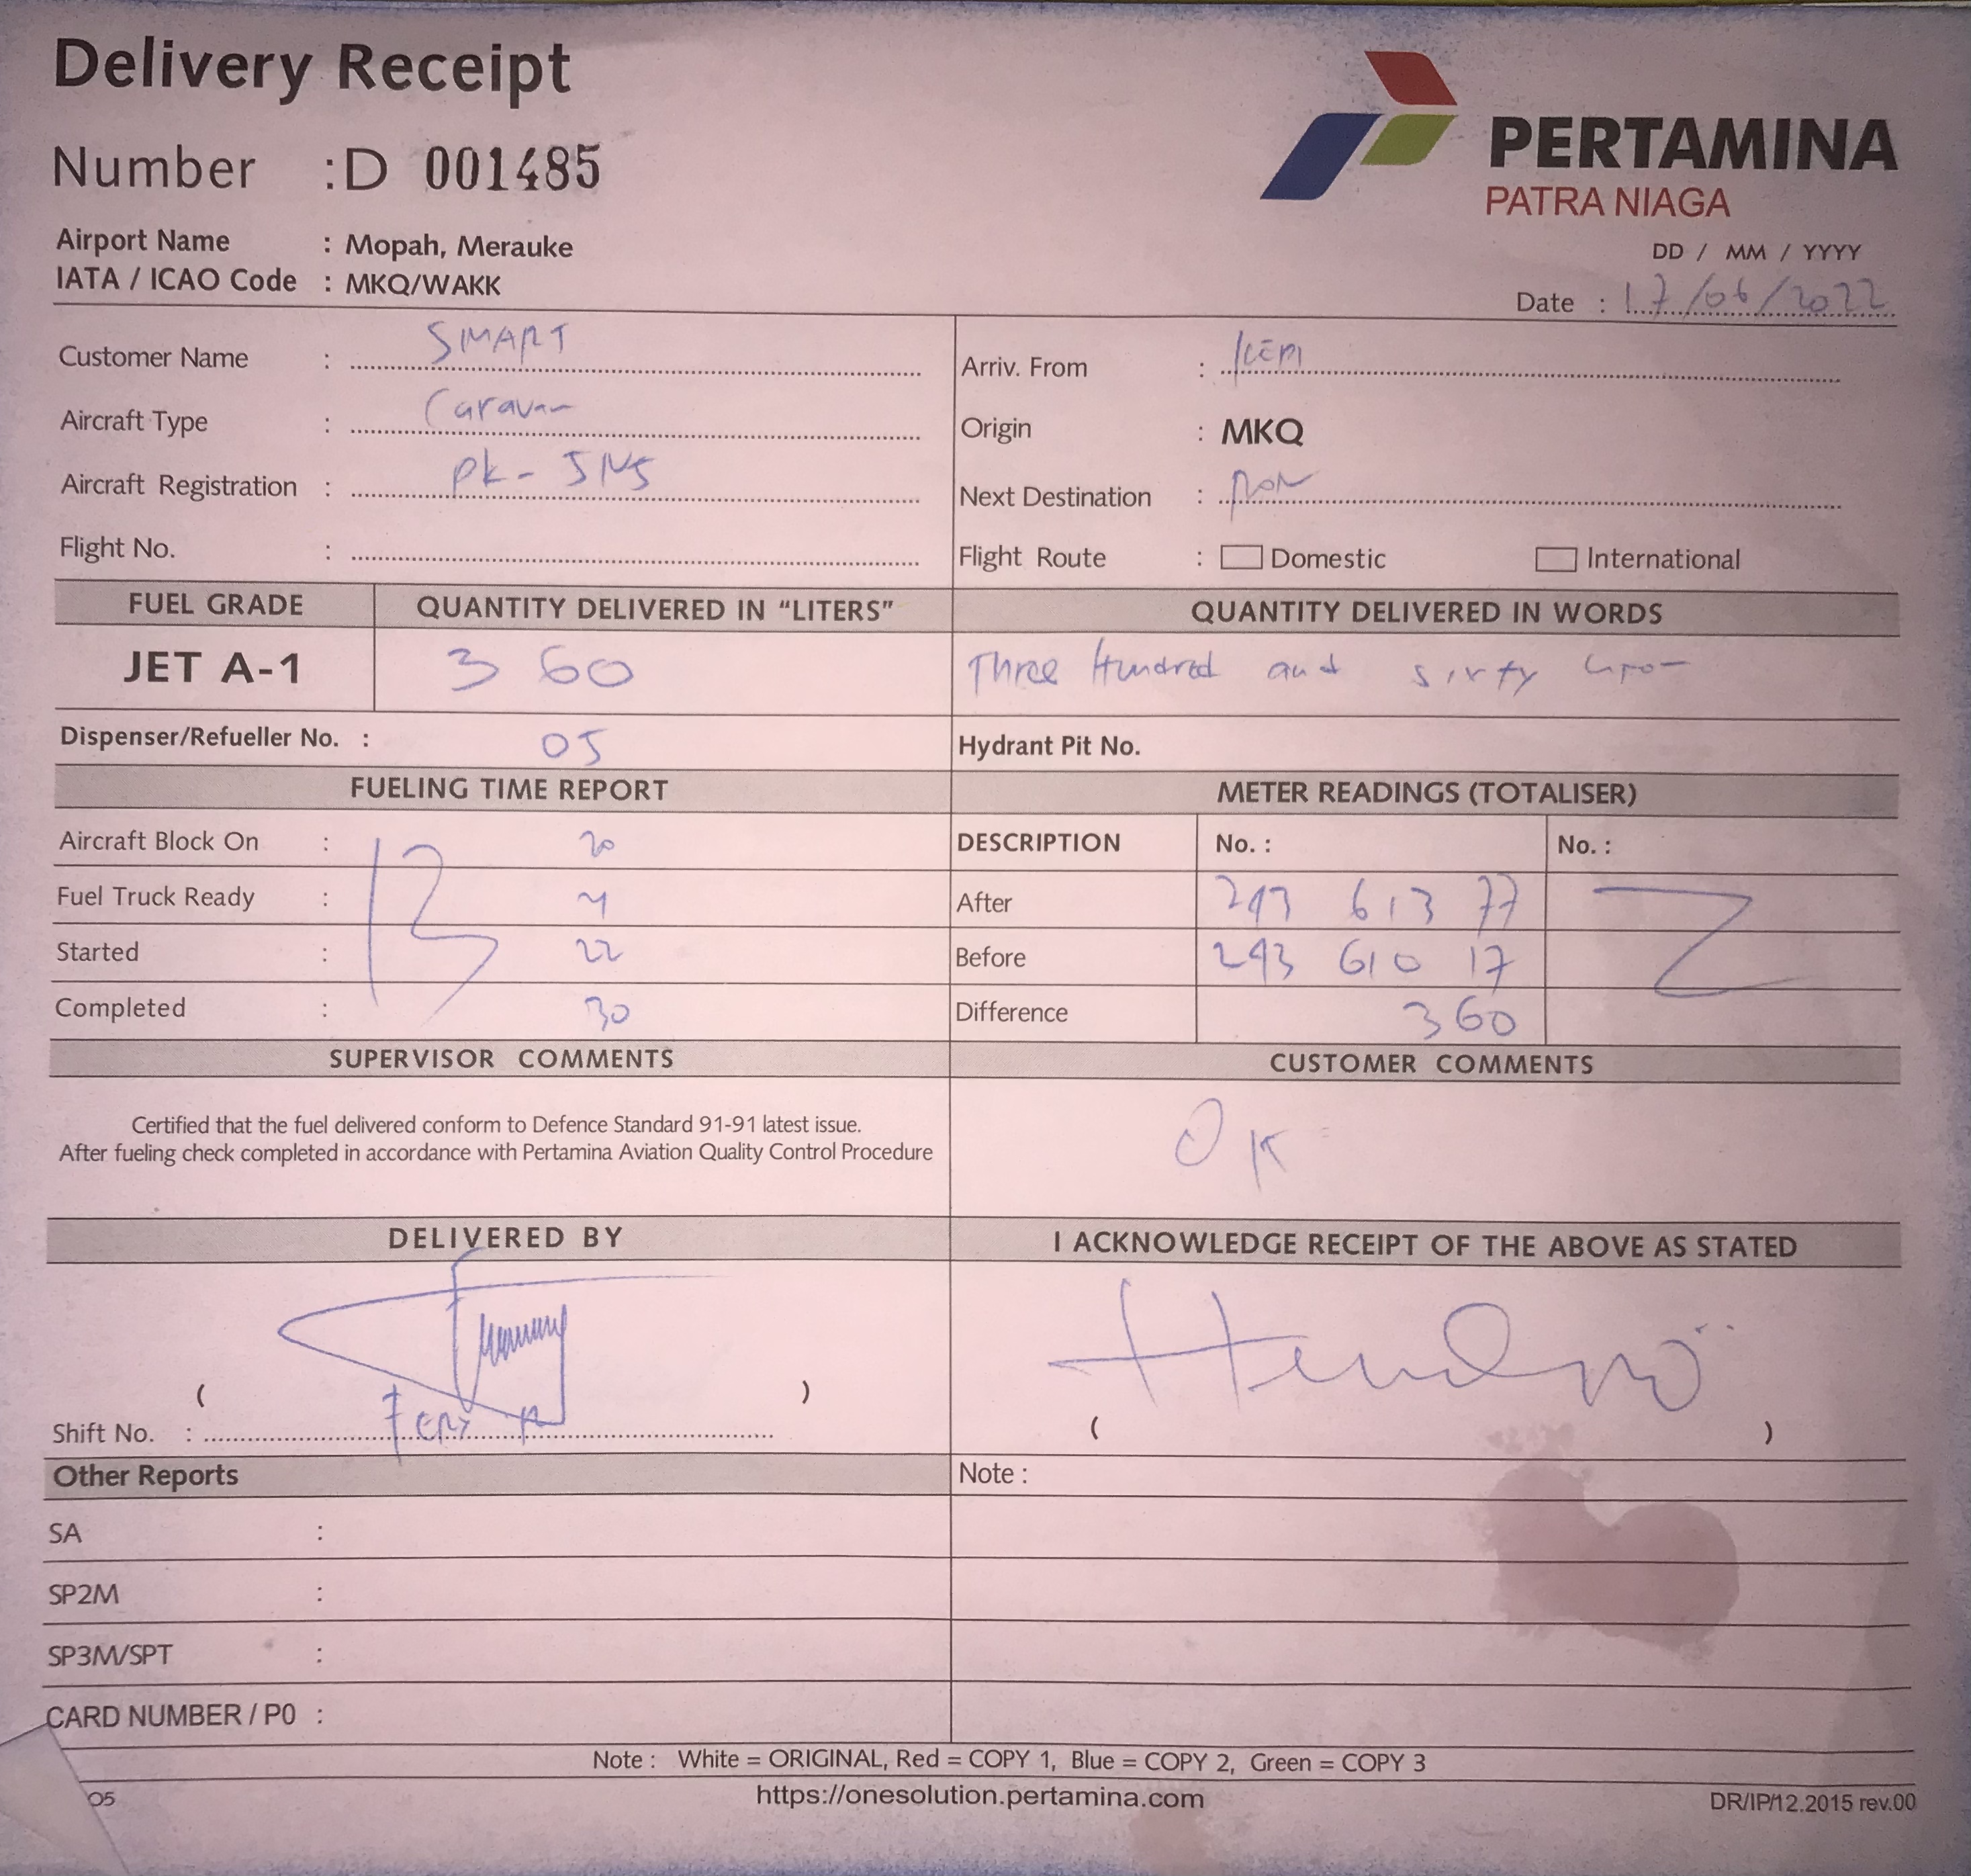 Delivery Receipt
Number : D 001485
PERTAMINA
PATRA NIAGA
Airport Name : Mopah, Merauke
IATA / ICAO Code : MKQ/WAKK
DD / MM / YYYY
Date : 17/06/2022
Customer Name : SMART
Aircraft Type : Caravan
Aircraft Registration : PK-
Flight No. :
Arriv. From :
Origin : MKQ
Next Destination :
Flight Route : Domestic International
FUEL GRADE QUANTITY DELIVERED IN "LITERS" QUANTITY DELIVERED IN WORDS
JET A-1 360 Three Hundred and sixty
Dispenser/Refueller No. : 05 Hydrant Pit No.
FUELING TIME REPORT METER READINGS (TOTALISER)
Aircraft Block On : 20 DESCRIPTION No. : No. :
Fuel Truck Ready : After 293 613 77
Started : 22 Before 293 610 17
Completed : 30 Difference 360
13
SUPERVISOR COMMENTS CUSTOMER COMMENTS
Certified that the fuel delivered conform to Defence Standard 91-91 latest issue.
After fueling check completed in accordance with Pertamina Aviation Quality Control Procedure
OK
DELIVERED BY I ACKNOWLEDGE RECEIPT OF THE ABOVE AS STATED
( )
Shift No. :
( )
Other Reports Note :
SA :
SP2M :
SP3M/SPT :
CARD NUMBER / P0 :
Note : White = ORIGINAL, Red = COPY 1, Blue = COPY 2, Green = COPY 3
05 https://onesolution.pertamina.com DR/IP/12.2015 rev.00